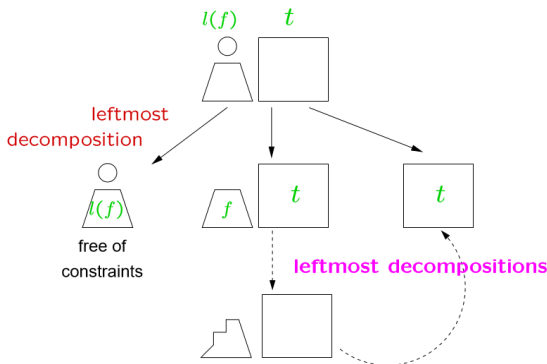 l(f) t
leftmost
decomposition
l(f) f t t
free of
constraints
leftmost decompositions